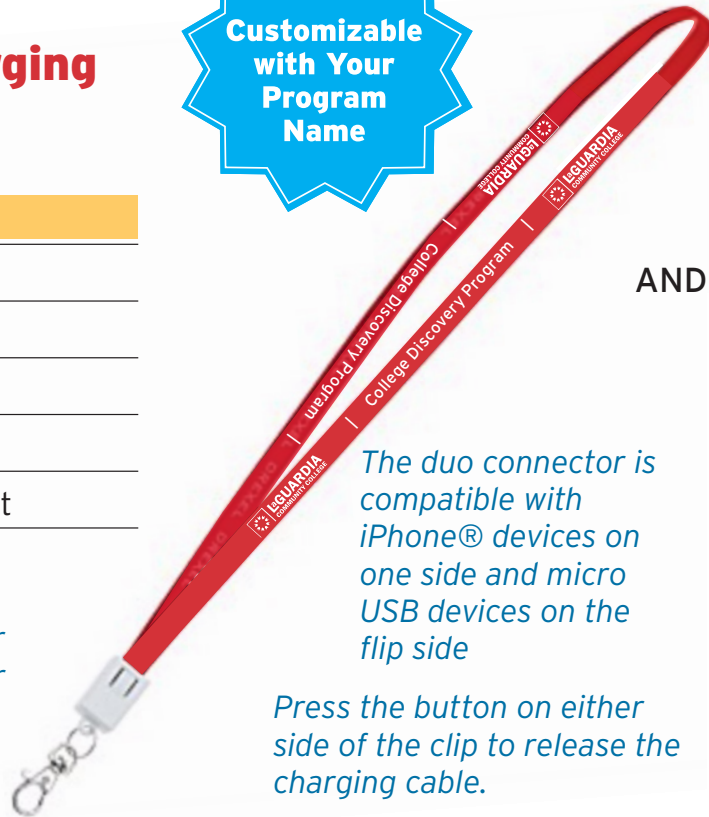 rging
Customizable
with Your
Program
Name
AND
t
r
r
LaGUARDIA
COMMUNITY COLLEGE
|
College Discovery Program
|
LaGUARDIA
COMMUNITY COLLEGE
LaGUARDIA
COMMUNITY COLLEGE
|
College Discovery Program
|
DREXEL
DREXEL
The duo connector is
compatible with
iPhone® devices on
one side and micro
USB devices on the
flip side
Press the button on either
side of the clip to release the
charging cable.